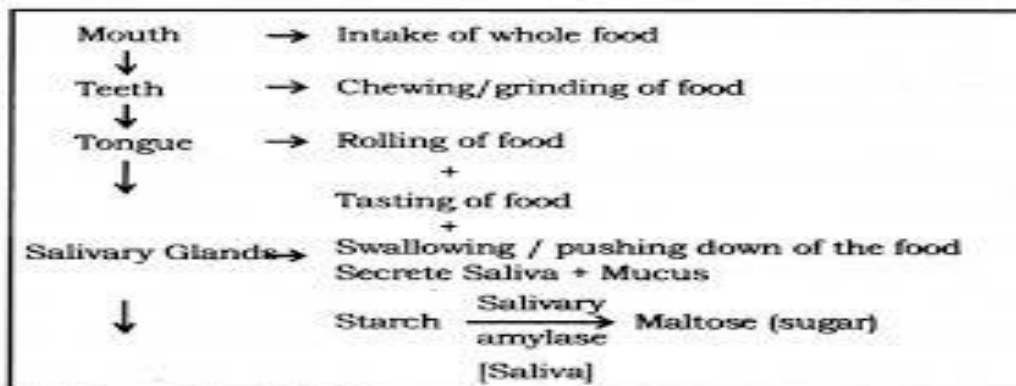 Mouth → Intake of whole food
↓
Teeth → Chewing/grinding of food
↓
Tongue → Rolling of food
↓ +
Tasting of food
+
Salivary Glands→ Swallowing / pushing down of the food
Secrete Saliva + Mucus
↓ Salivary
Starch → Maltose (sugar)
amylase
[Saliva]